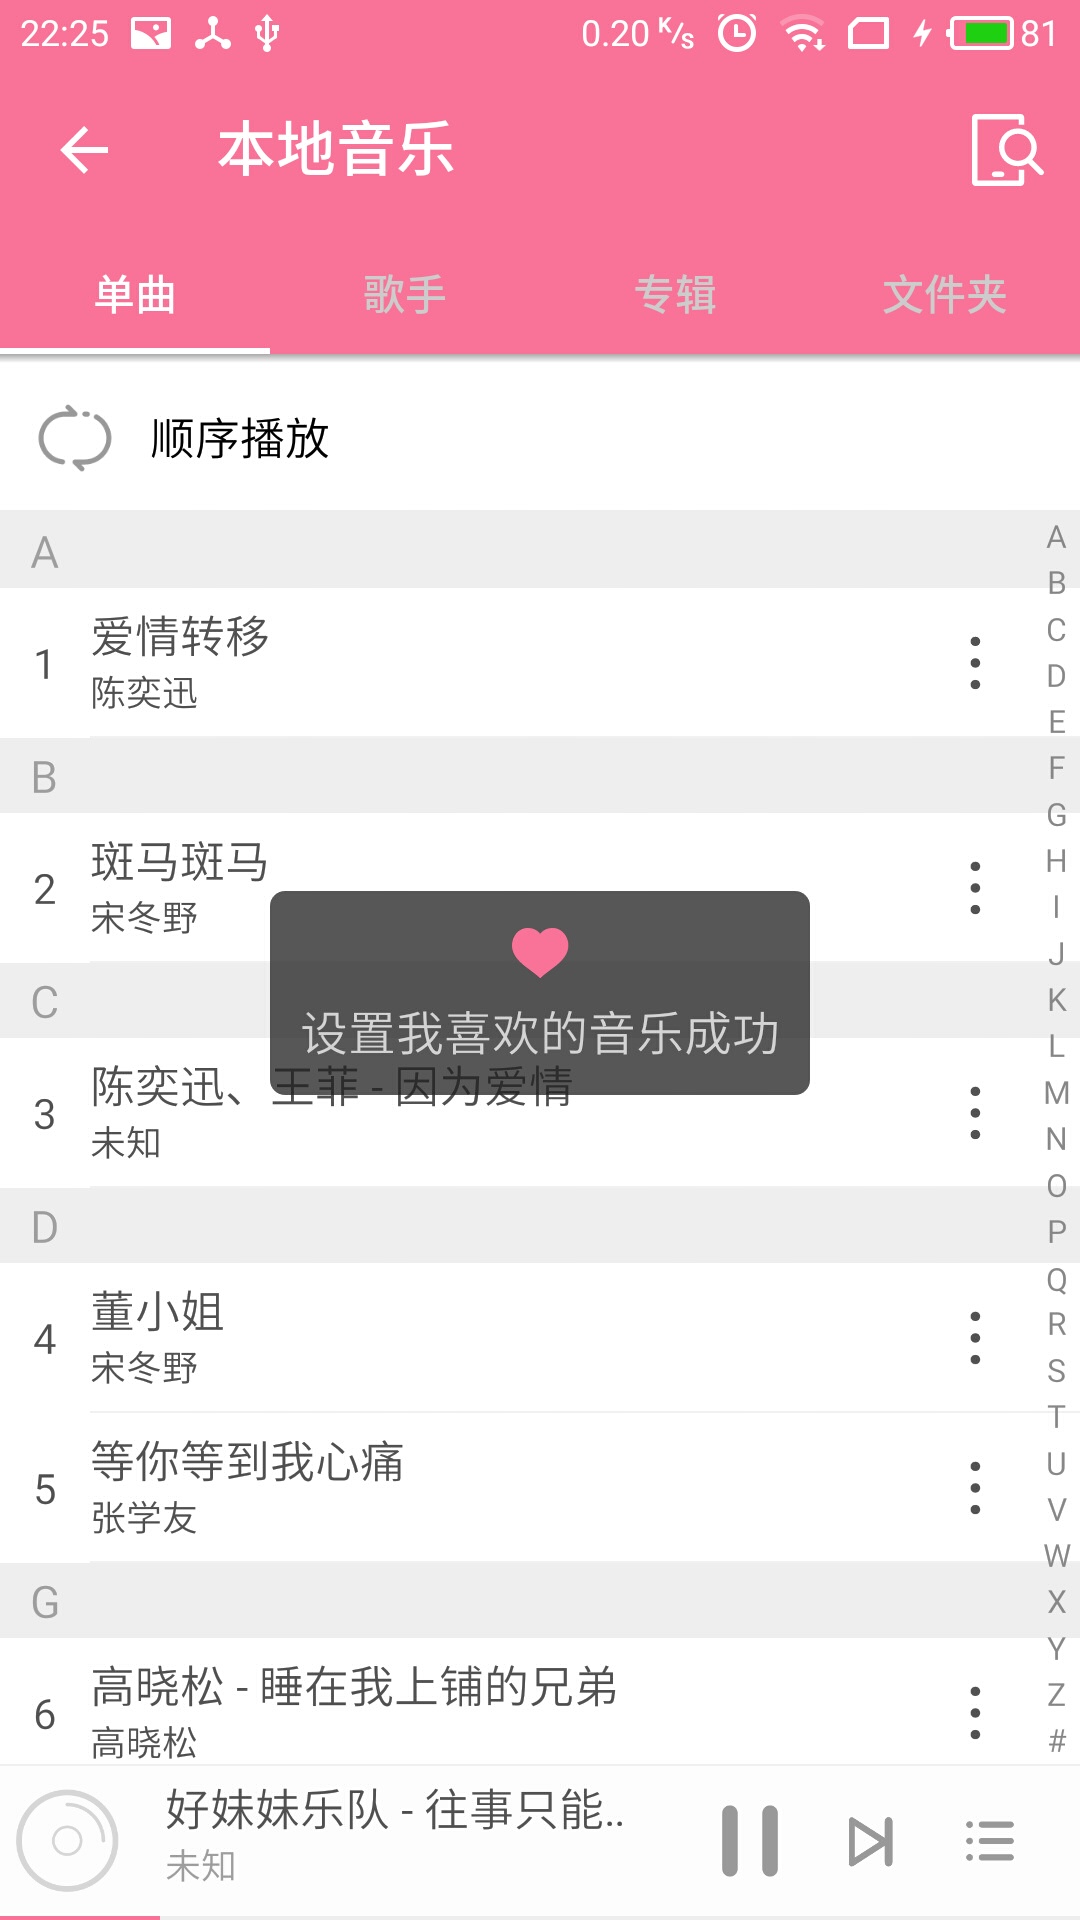 22:25 0.20 K/s 81
本地音乐
单曲 歌手 专辑 文件夹
顺序播放
A
1 爱情转移
陈奕迅
B
2 斑马斑马
宋冬野
C
设置我喜欢的音乐成功
3 陈奕迅、王菲 - 因为爱情
未知
D
4 董小姐
宋冬野
5 等你等到我心痛
张学友
G
6 高晓松 - 睡在我上铺的兄弟
高晓松
A
B
C
D
E
F
G
H
I
J
K
L
M
N
O
P
Q
R
S
T
U
V
W
X
Y
Z
#
好妹妹乐队 - 往事只能..
未知